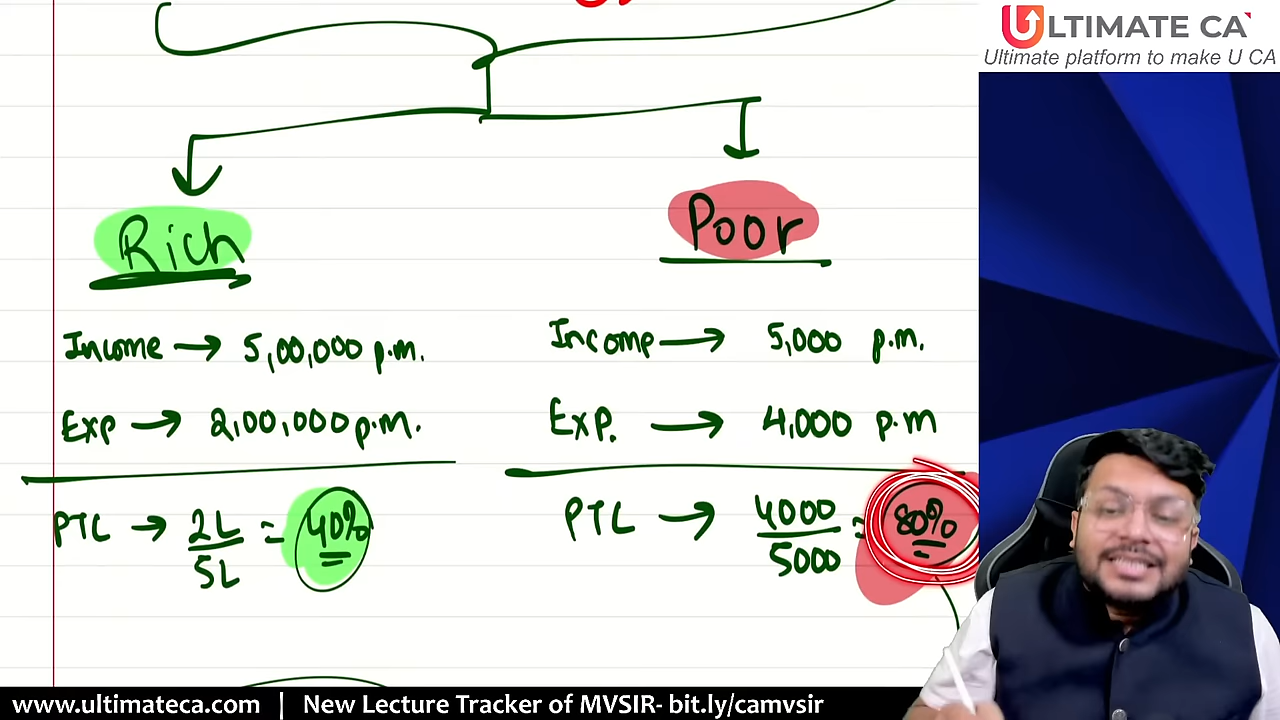 ULTIMATE CA
Ultimate platform to make U CA
Rich
Poor
Income → 5,00,000 p.m.
Income → 5,000 p.m.
Exp → 2,00,000 p.m.
Exp. → 4,000 p.m
PTL → 2L/5L = 40%
PTL → 4000/5000 = 80%
www.ultimateca.com | New Lecture Tracker of MVSIR- bit.ly/camvsir